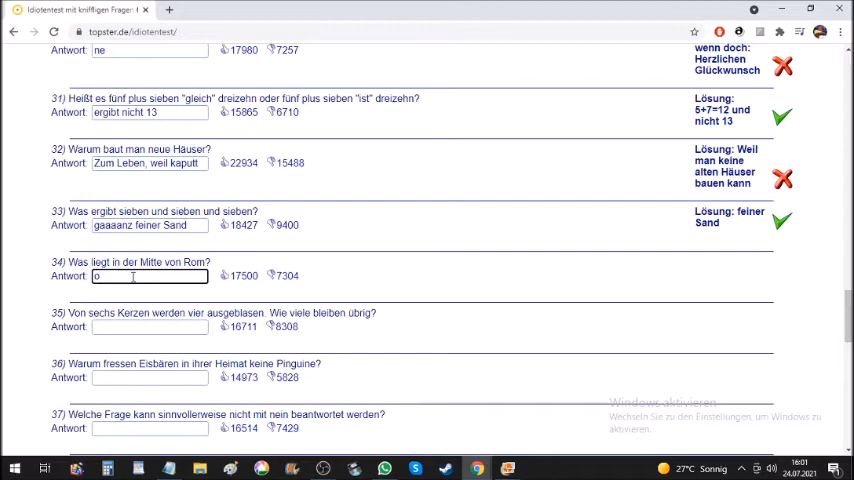 Idiotentest mit kniffligen Fragen
topster.de/idiotentest/
Antwort: ne 17980 7257
wenn doch:
Herzlichen
Glückwunsch
31) Heißt es fünf plus sieben "gleich" dreizehn oder fünf plus sieben "ist" dreizehn?
Antwort: ergibt nicht 13 15865 6710
Lösung:
5+7=12 und
nicht 13
32) Warum baut man neue Häuser?
Antwort: Zum Leben, weil kaputt 22934 15488
Lösung: Weil
man keine
alten Häuser
bauen kann
33) Was ergibt sieben und sieben und sieben?
Antwort: gaaaanz feiner Sand 18427 9400
Lösung: feiner
Sand
34) Was liegt in der Mitte von Rom?
Antwort: o 17500 7304
35) Von sechs Kerzen werden vier ausgeblasen. Wie viele bleiben übrig?
Antwort: 16711 8308
36) Warum fressen Eisbären in ihrer Heimat keine Pinguine?
Antwort: 14973 5828
37) Welche Frage kann sinnvollerweise nicht mit nein beantwortet werden?
Antwort: 16514 7429
Windows aktivieren
Wechseln Sie zu den Einstellungen, um Windows zu
aktivieren.
27°C Sonnig
16:01
24.07.2021